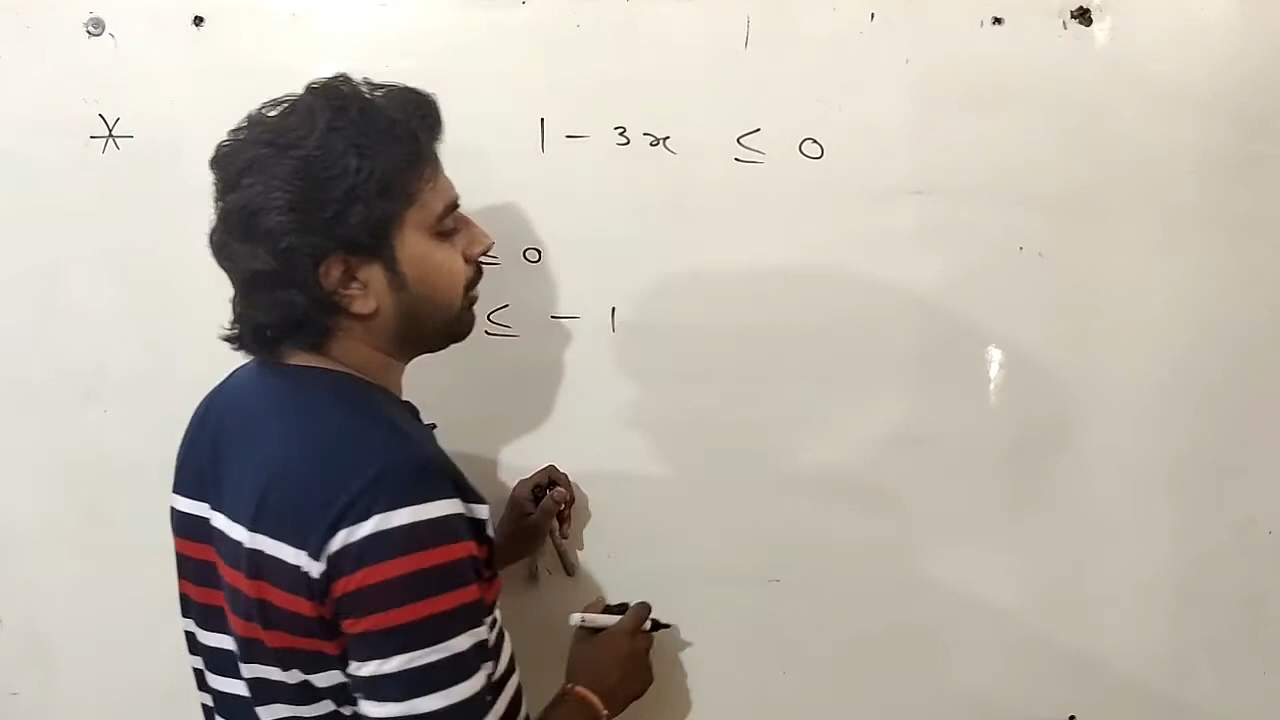 * 1 - 3x ≤ 0
≤ 0
≤ - 1